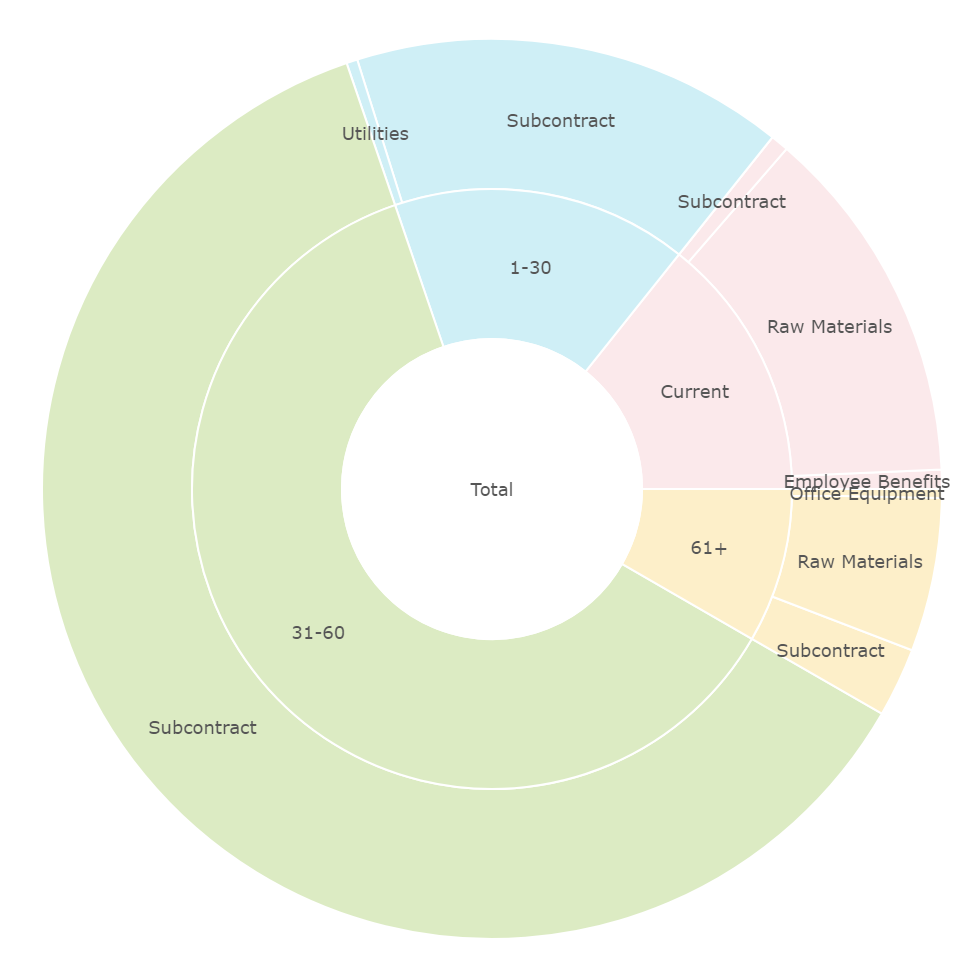 Subcontract
Utilities
Subcontract
1-30
Raw Materials
Current
Employee Benefits
Total
Office Equipment
61+
Raw Materials
31-60
Subcontract
Subcontract